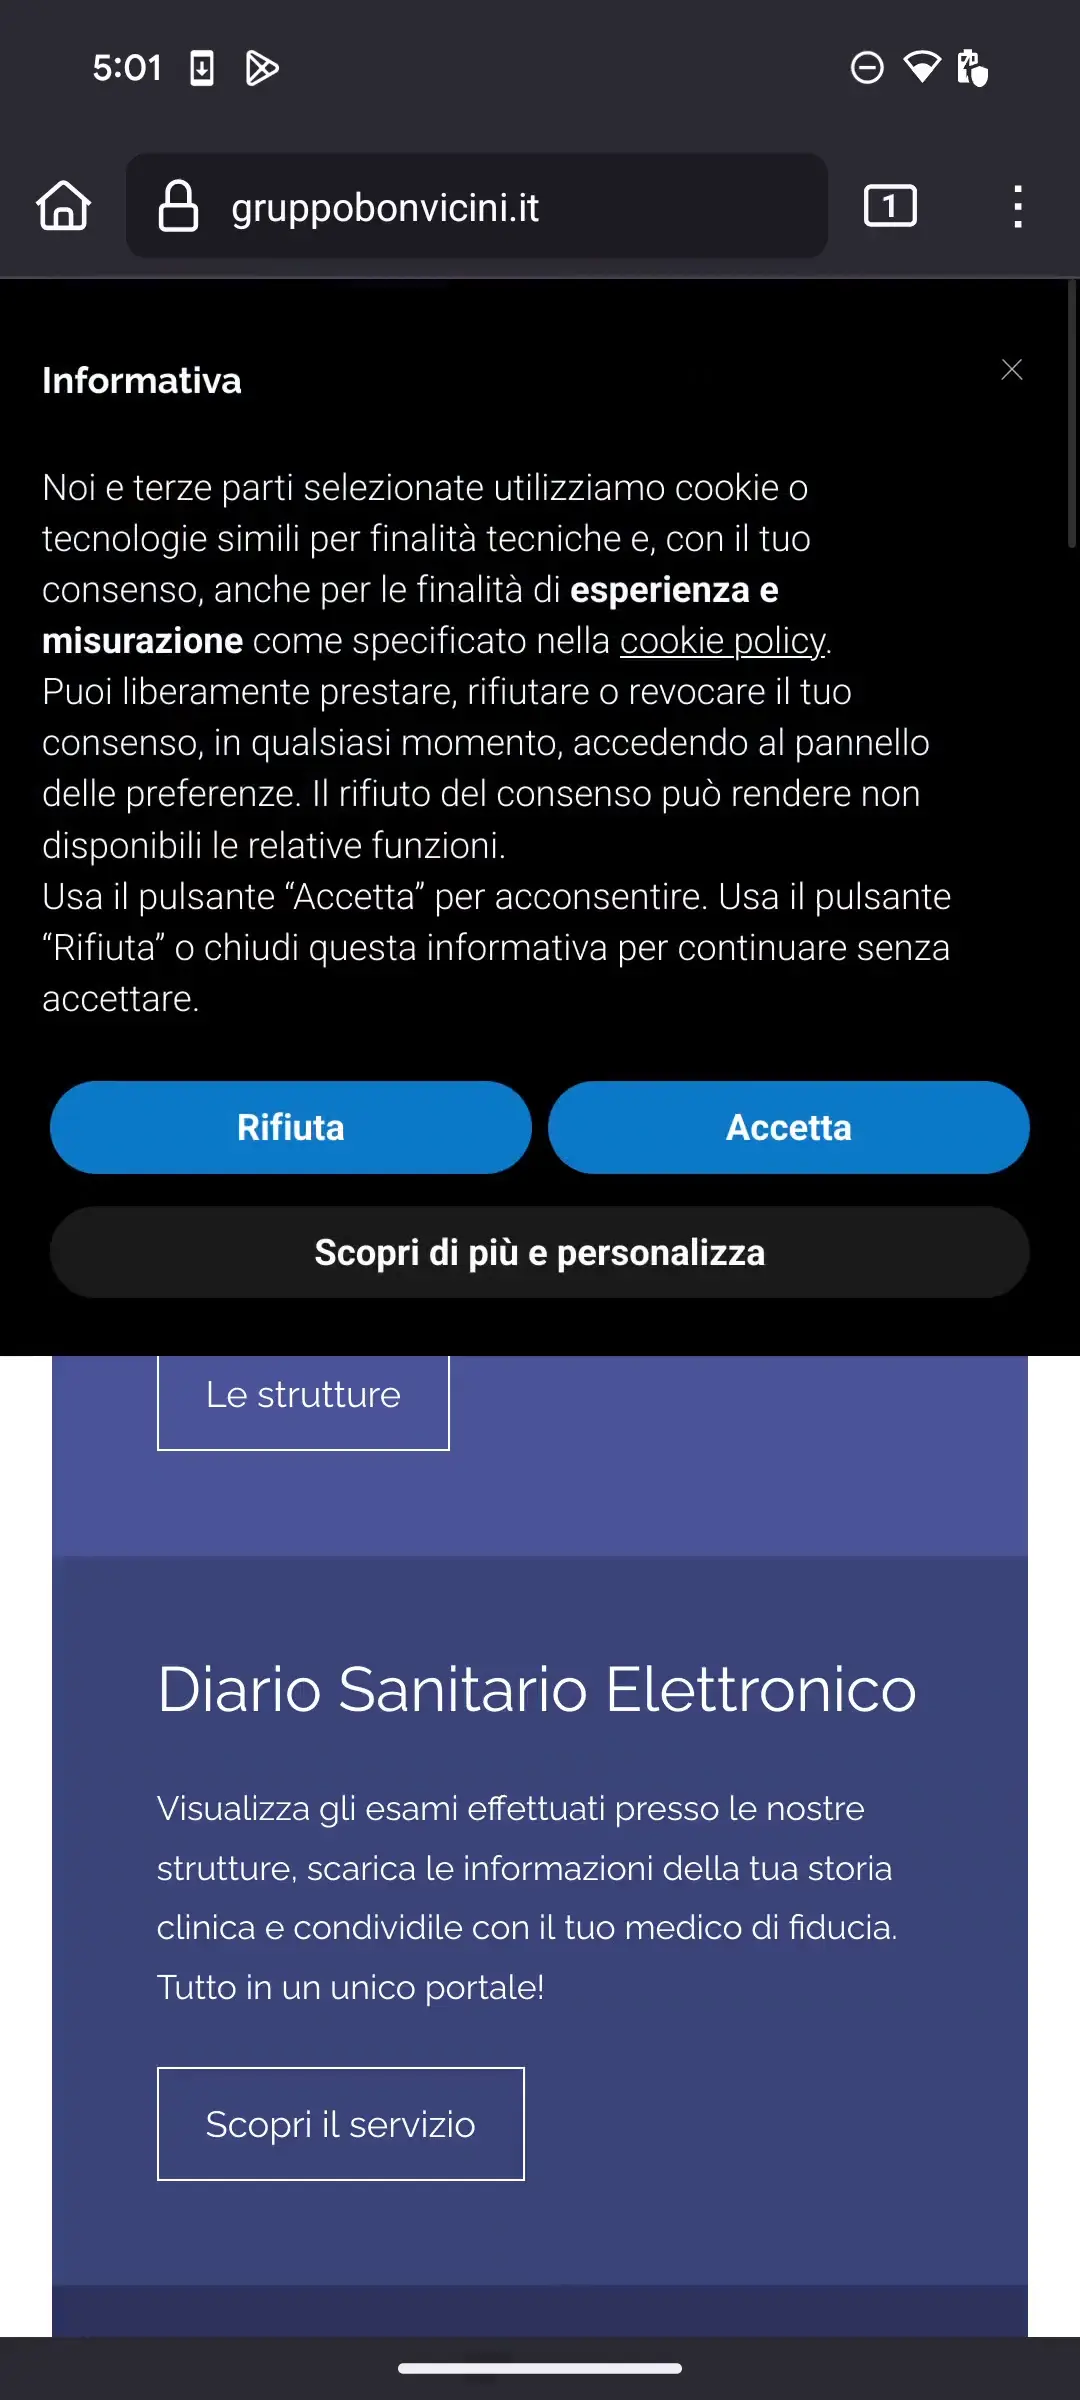 5:01
gruppobonvicini.it
1
Informativa
Noi e terze parti selezionate utilizziamo cookie o
tecnologie simili per finalità tecniche e, con il tuo
consenso, anche per le finalità di esperienza e
misurazione come specificato nella cookie policy.
Puoi liberamente prestare, rifiutare o revocare il tuo
consenso, in qualsiasi momento, accedendo al pannello
delle preferenze. Il rifiuto del consenso può rendere non
disponibili le relative funzioni.
Usa il pulsante “Accetta” per acconsentire. Usa il pulsante
“Rifiuta” o chiudi questa informativa per continuare senza
accettare.
Rifiuta
Accetta
Scopri di più e personalizza
Le strutture
Diario Sanitario Elettronico
Visualizza gli esami effettuati presso le nostre
strutture, scarica le informazioni della tua storia
clinica e condividile con il tuo medico di fiducia.
Tutto in un unico portale!
Scopri il servizio